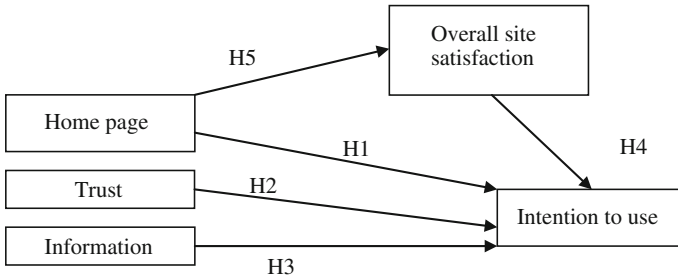 Overall site
satisfaction
H5
Home page
H1
H4
Trust
H2
Intention to use
Information
H3